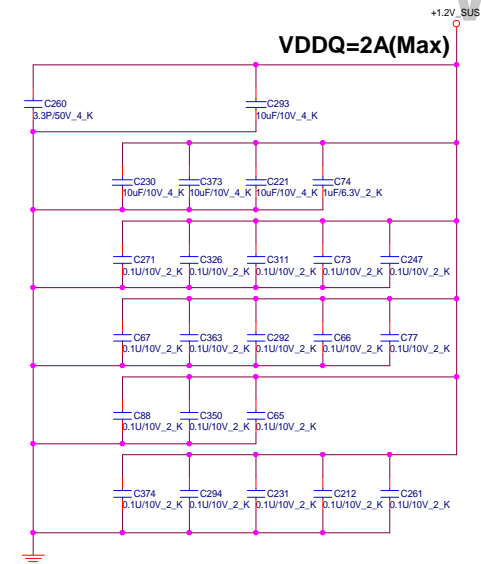 +1.2V_SUS
VDDQ=2A(Max)
C260 C293
3.3P/50V_4_K 10uF/10V_4_K
C230 C373 C221 C74
10uF/10V_4_K 10uF/10V_4_K 10uF/10V_4_K 1uF/6.3V_2_K
C271 C326 C311 C73 C247
0.1U/10V_2_K 0.1U/10V_2_K 0.1U/10V_2_K 0.1U/10V_2_K 0.1U/10V_2_K
C67 C363 C292 C66 C77
0.1U/10V_2_K 0.1U/10V_2_K 0.1U/10V_2_K 0.1U/10V_2_K 0.1U/10V_2_K
C88 C350 C65
0.1U/10V_2_K 0.1U/10V_2_K 0.1U/10V_2_K
C374 C294 C231 C212 C261
0.1U/10V_2_K 0.1U/10V_2_K 0.1U/10V_2_K 0.1U/10V_2_K 0.1U/10V_2_K